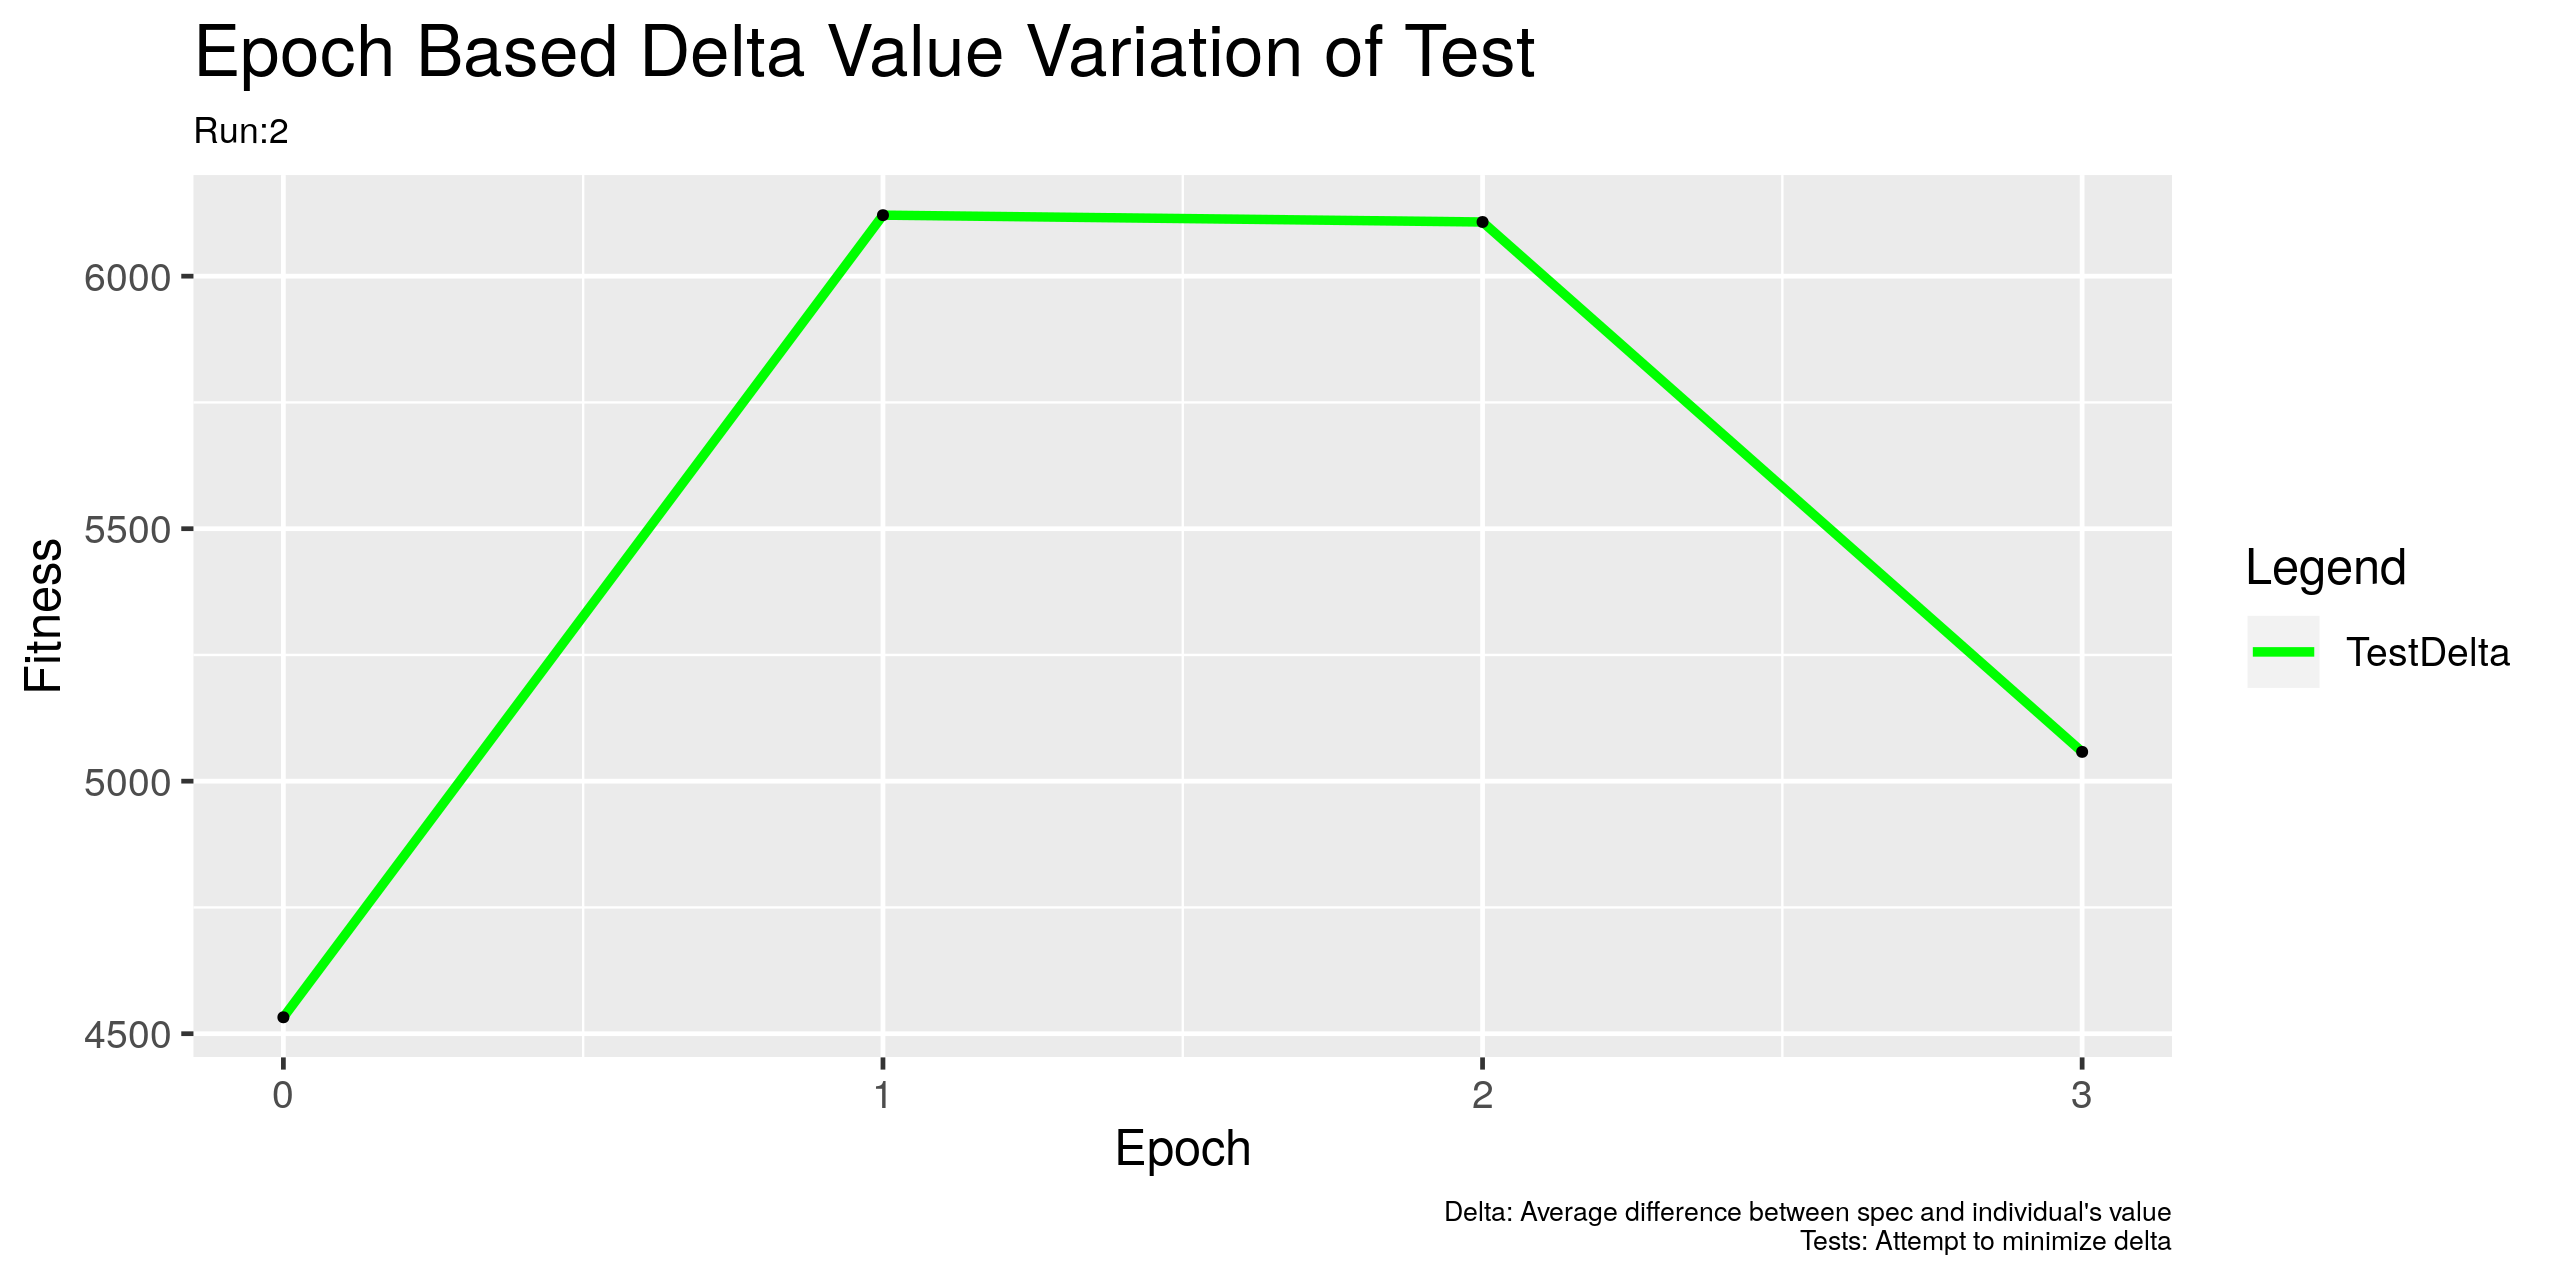 Epoch Based Delta Value Variation of Test
Run:2
Fitness
6000
5500
5000
4500
0 1 2 3
Epoch
Legend
TestDelta
Delta: Average difference between spec and individual's value
Tests: Attempt to minimize delta